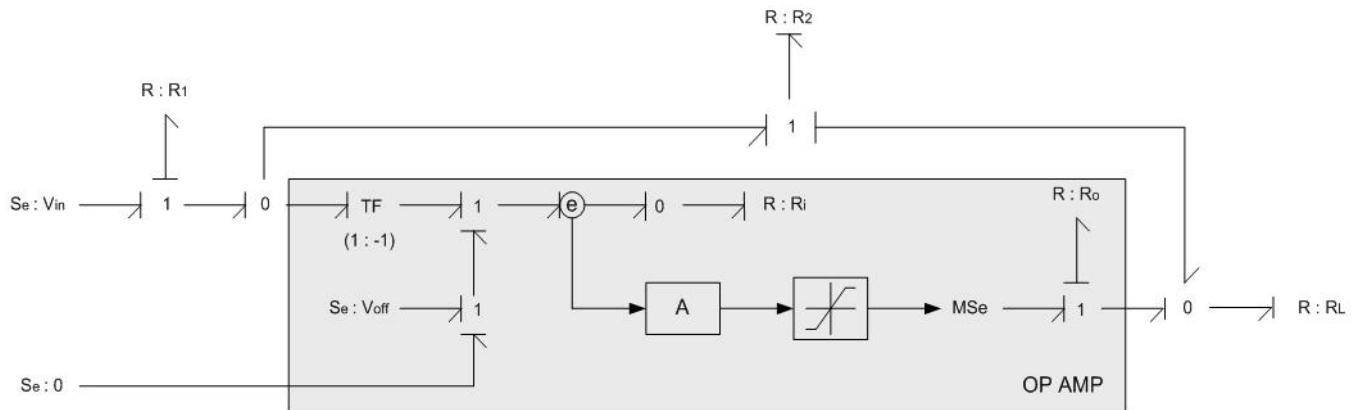 R : R2
R : R1
1
Se : Vin
1
0
TF
1
e
0
R : Ri
R : Ro
(1 : -1)
Se : Voff
1
A
MSe
1
0
R : RL
Se : 0
OP AMP